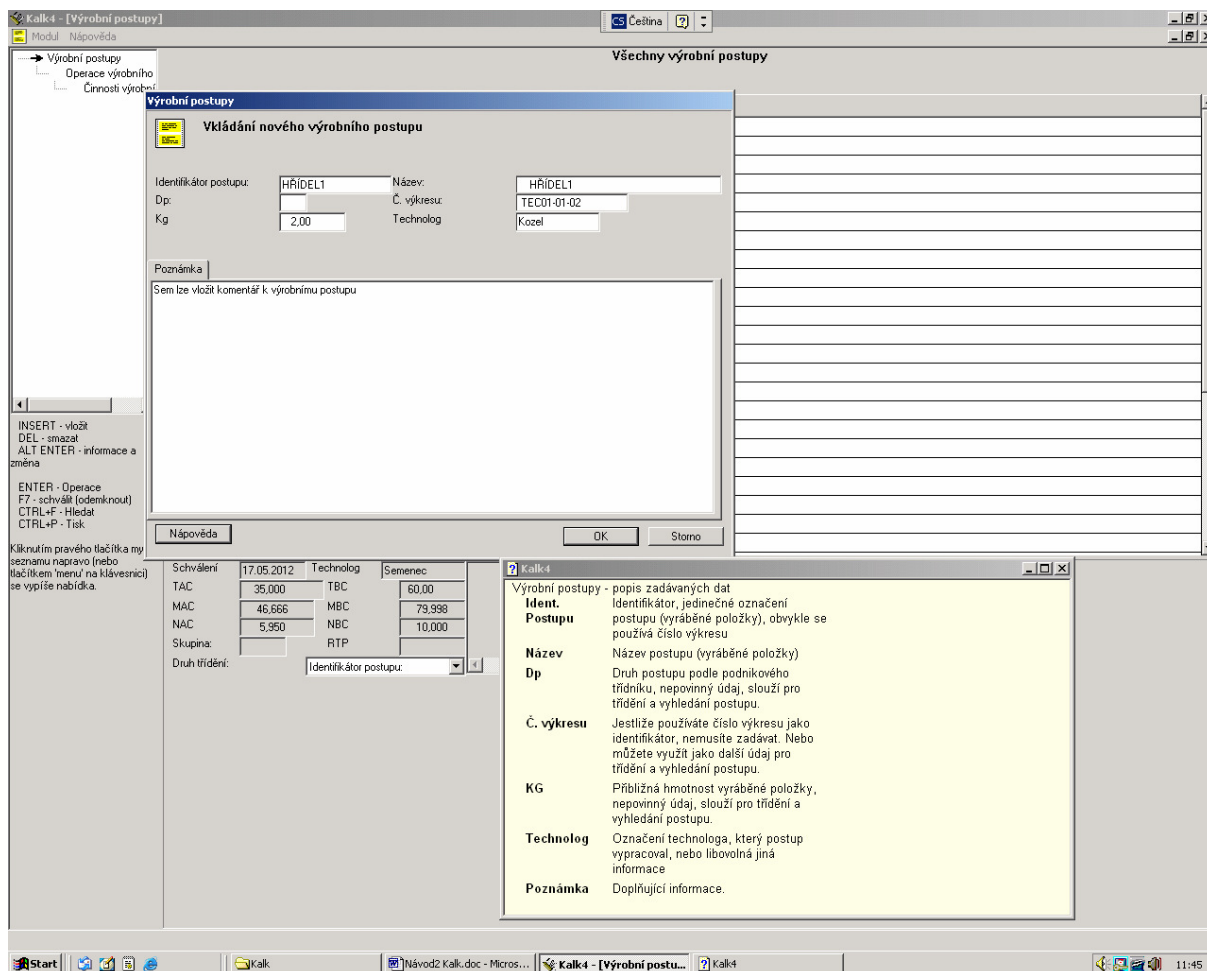 Kalk4 - [Výrobní postupy]
CS Čeština
Modul Nápověda
Výrobní postupy
Operace výrobního
Činnosti výrobní
Všechny výrobní postupy
Výrobní postupy
Vkládání nového výrobního postupu
Identifikátor postupu: HŘÍDEL1 Název: HŘÍDEL1
Dp: Č. výkresu: TEC01-01-02
Kg 2,00 Technolog Kozel
Poznámka
Sem lze vložit komentář k výrobnímu postupu
Nápověda OK Storno
INSERT - vložit
DEL - smazat
ALT ENTER - informace a
změna
ENTER - Operace
F7 - schválit (odemknout)
CTRL+F - Hledat
CTRL+P - Tisk
Kliknutím pravého tlačítka my
seznamu napravo (nebo
tlačítkem 'menu' na klávesnici)
se vypíše nabídka.
Schválení 17.05.2012 Technolog Semenec
TAC 35,000 TBC 60,00
MAC 46,666 MBC 79,998
NAC 5,950 NBC 10,000
Skupina: RTP
Druh třídění: Identifikátor postupu:
Kalk4
Výrobní postupy - popis zadávaných dat
Ident. Identifikátor, jedinečné označení
Postupu postupu (vyráběné položky), obvykle se
používá číslo výkresu
Název Název postupu (vyráběné položky)
Dp Druh postupu podle podnikového
třídníku, nepovinný údaj, slouží pro
třídění a vyhledání postupu.
Č. výkresu Jestliže používáte číslo výkresu jako
identifikátor, nemusíte zadávat. Nebo
můžete využít jako další údaj pro
třídění a vyhledání postupu.
KG Přibližná hmotnost vyráběné položky,
nepovinný údaj, slouží pro třídění a
vyhledání postupu.
Technolog Označení technologa, který postup
vypracoval, nebo libovolná jiná
informace
Poznámka Doplňující informace.
Start Kalk Návod2 Kalk.doc - Micros... Kalk4 - [Výrobní postu... Kalk4 11:45